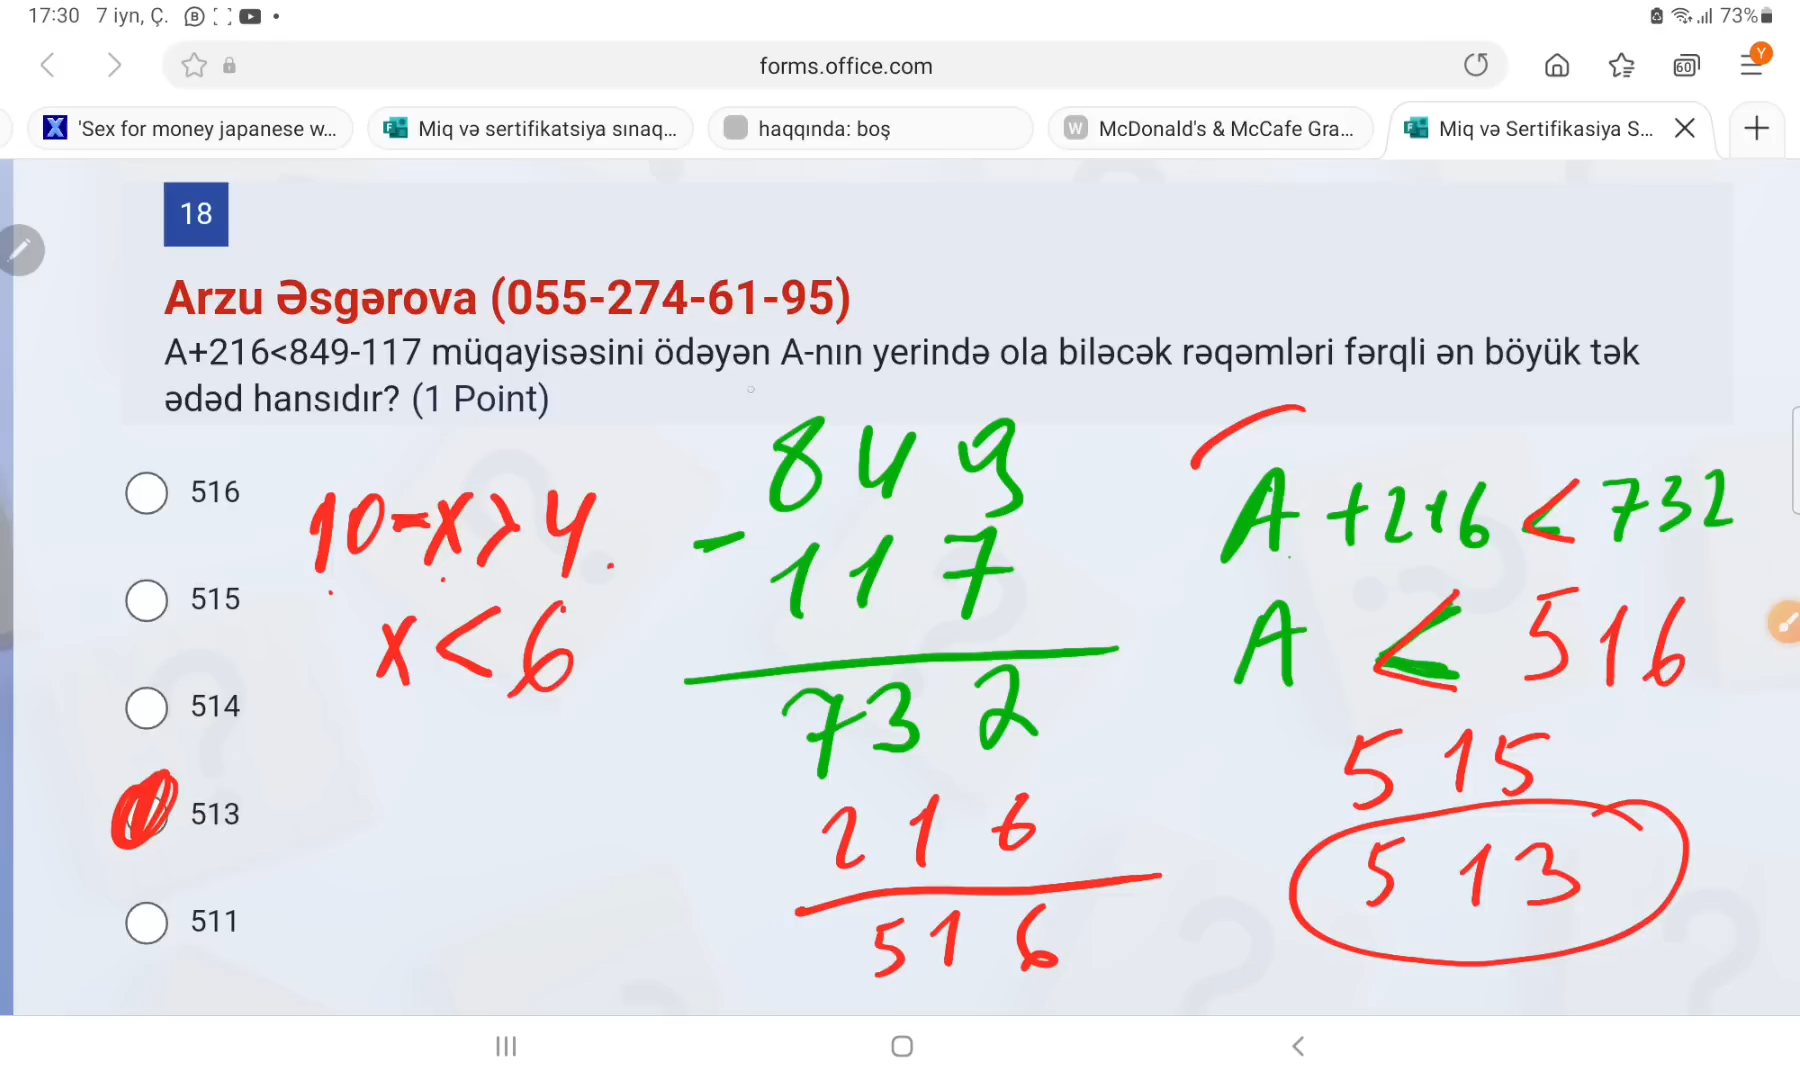 17:30 7 iyn, Ç.
73%
forms.office.com
60
Y
'Sex for money japanese w...
Miq və sertifikatsiya sınaq...
haqqında: boş
McDonald's & McCafe Gra...
Miq və Sertifikasiya S...
18
Arzu Əsgərova (055-274-61-95)
A+216<849-117 müqayisəsini ödəyən A-nın yerində ola biləcək rəqəmləri fərqli ən böyük tək
ədəd hansıdır? (1 Point)
516
515
514
513
511
10-x>4
x<6
849
-117
732
216
516
A+216<732
A<516
515
513